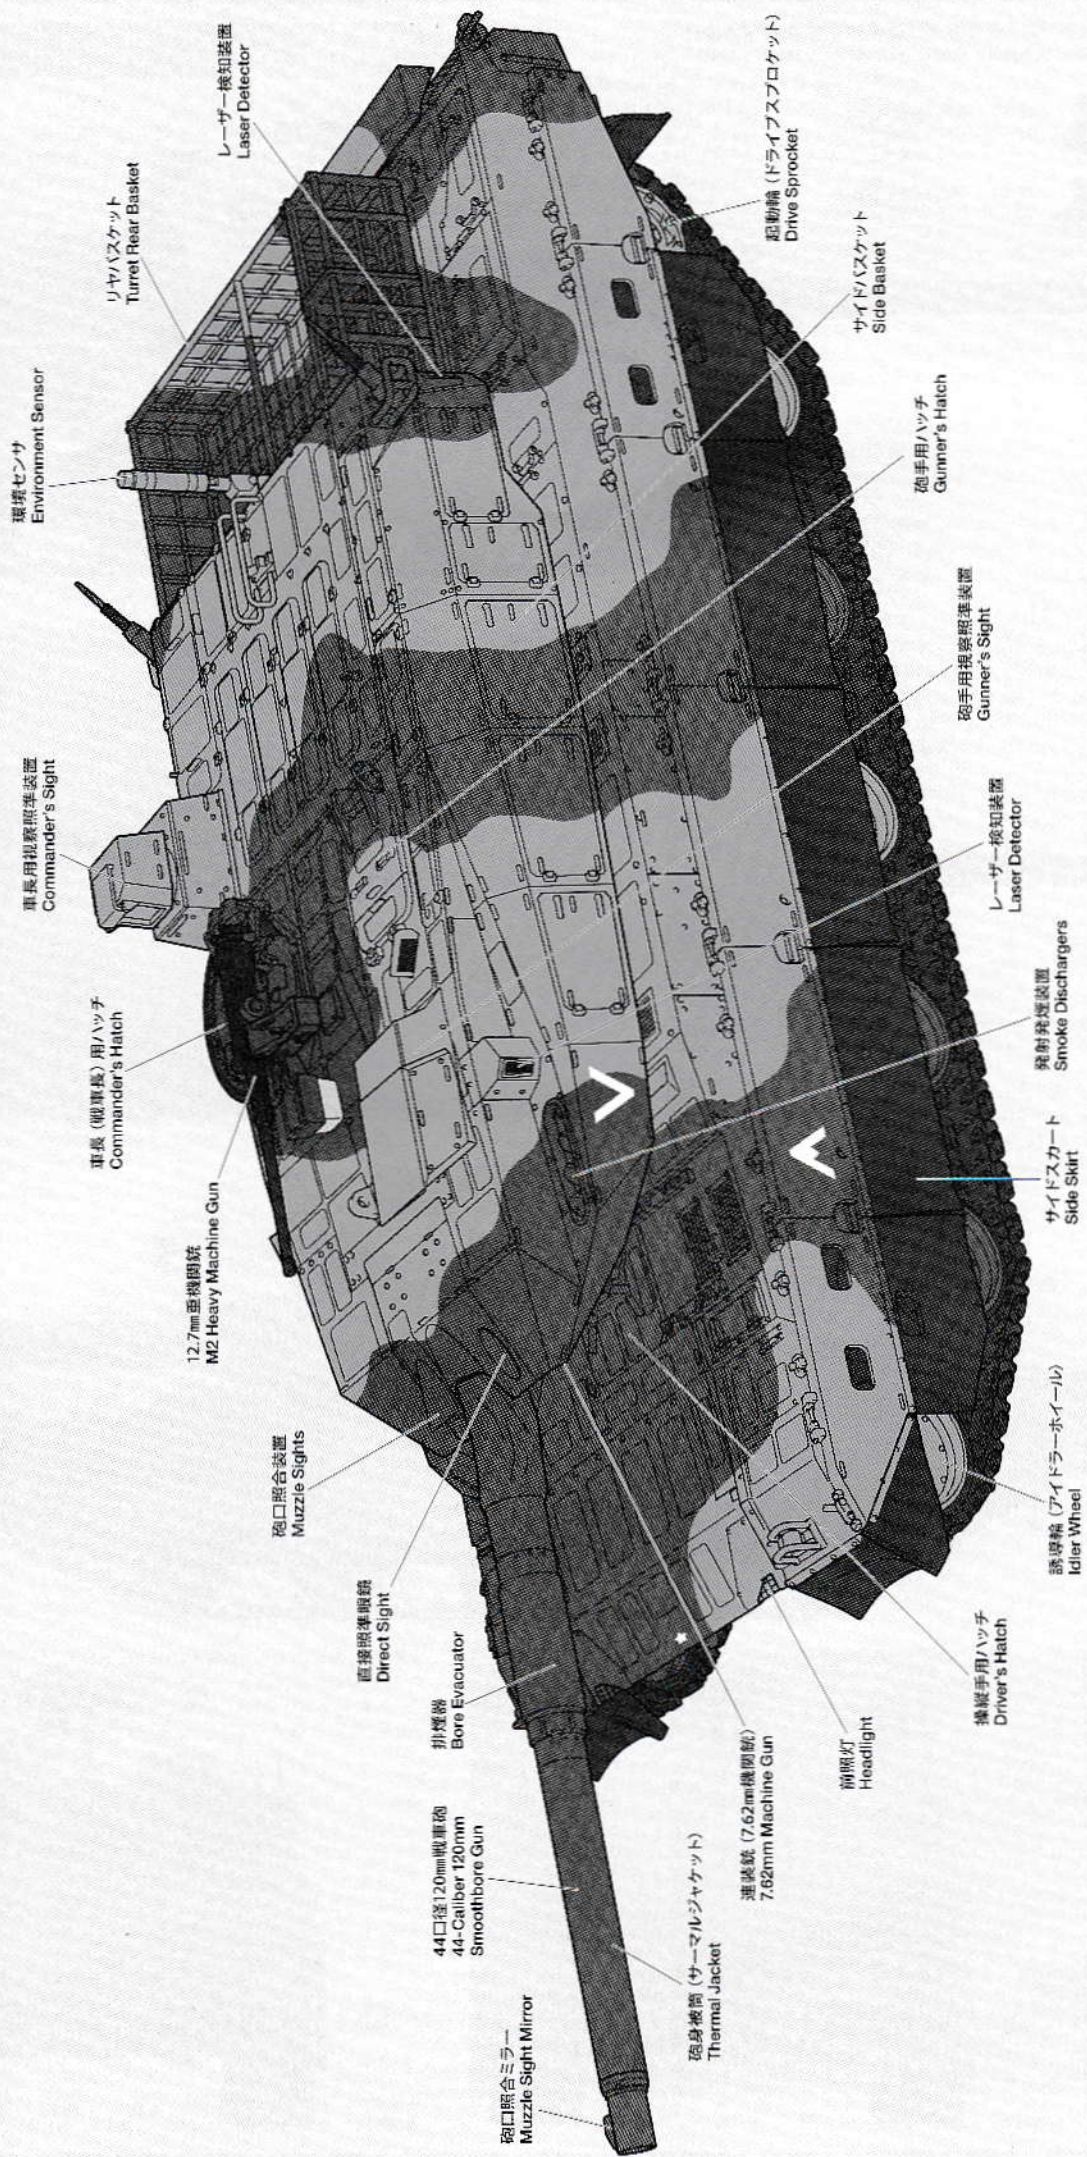 環境センサ
Environment Sensor
リヤバスケット
Turret Rear Basket
レーザー検知装置
Laser Detector
車長用視察照準装置
Commander's Sight
車長（戦車長）用ハッチ
Commander's Hatch
12.7㎜重機関銃
M2 Heavy Machine Gun
砲口照合装置
Muzzle Sights
直接照準眼鏡
Direct Sight
排煙器
Bore Evacuator
44口径120㎜戦車砲
44-Caliber 120mm
Smoothbore Gun
砲口照合ミラー
Muzzle Sight Mirror
砲身被筒（サーマルジャケット）
Thermal Jacket
連装銃（7.62㎜機関銃）
7.62mm Machine Gun
前照灯
Headlight
操縦手用ハッチ
Driver's Hatch
誘導輪（アイドラーホイール）
Idler Wheel
サイドスカート
Side Skirt
発射発煙装置
Smoke Dischargers
レーザー検知装置
Laser Detector
砲手用視察照準装置
Gunner's Sight
砲手用ハッチ
Gunner's Hatch
サイドバスケット
Side Basket
起動輪（ドライブスプロケット）
Drive Sprocket